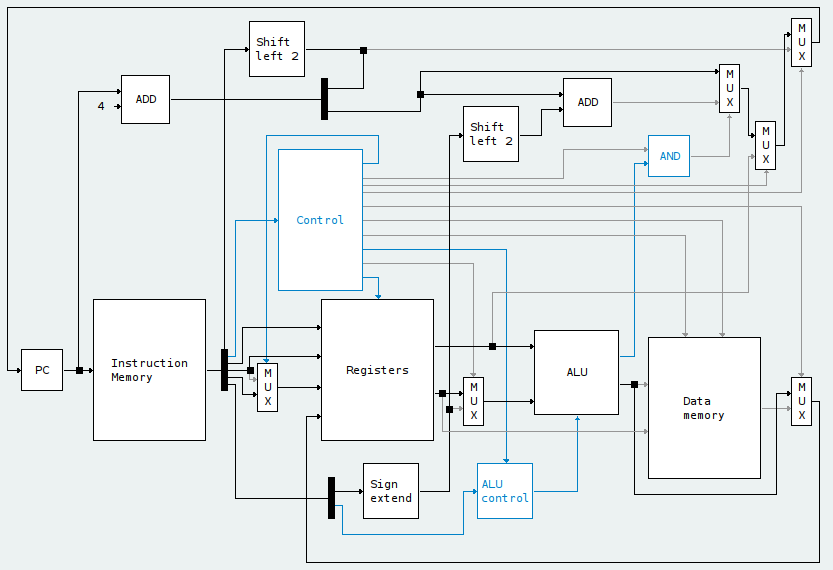 M
U
X
Shift
left 2
M
U
X
ADD
4
ADD
Shift
left 2
M
U
X
AND
Control
Instruction
Memory
PC
Registers
M
U
X
ALU
M
U
X
Data
memory
M
U
X
Sign
extend
ALU
control